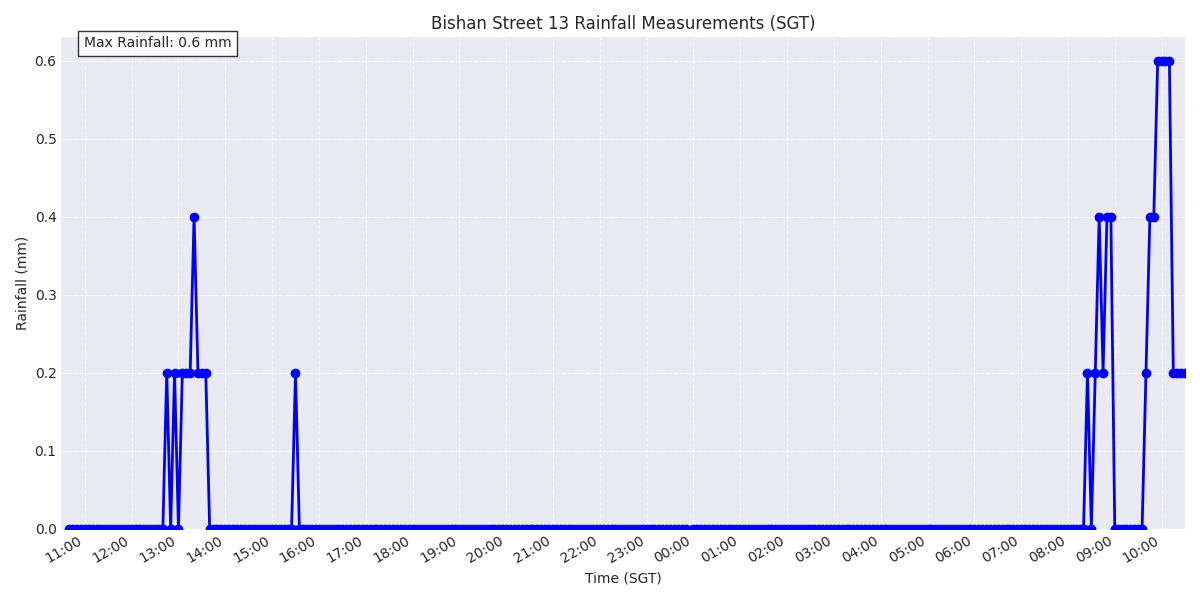 Bishan Street 13 Rainfall Measurements (SGT)
Max Rainfall: 0.6 mm
Rainfall (mm)
0.6
0.5
0.4
0.3
0.2
0.1
0.0
11:00 12:00 13:00 14:00 15:00 16:00 17:00 18:00 19:00 20:00 21:00 22:00 23:00 00:00 01:00 02:00 03:00 04:00 05:00 06:00 07:00 08:00 09:00 10:00
Time (SGT)